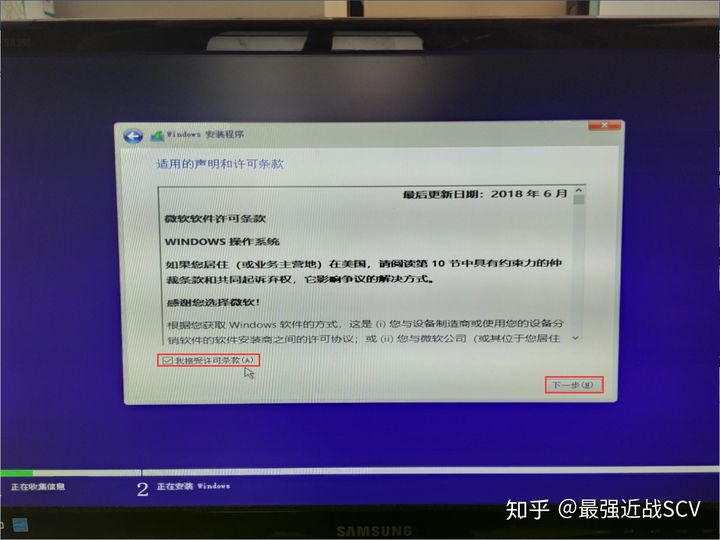 Windows 安装程序
适用的声明和许可条款
最后更新日期：2018 年 6 月
微软软件许可条款
WINDOWS 操作系统
如果您居住（或业务主营地）在美国，请阅读第 10 节中具有约束力的仲
裁条款和共同起诉弃权，它影响争议的解决方式。
感谢您选择微软！
根据您获取 Windows 软件的方式，这是 (i) 您与设备制造商或使用您的设备分
销软件的软件安装商之间的许可协议；或 (ii) 您与微软公司（或其位于您居住
我接受许可条款(A)
下一步(N)
正在收集信息
2 正在安装 Windows
SAMSUNG
知乎 @最强近战SCV